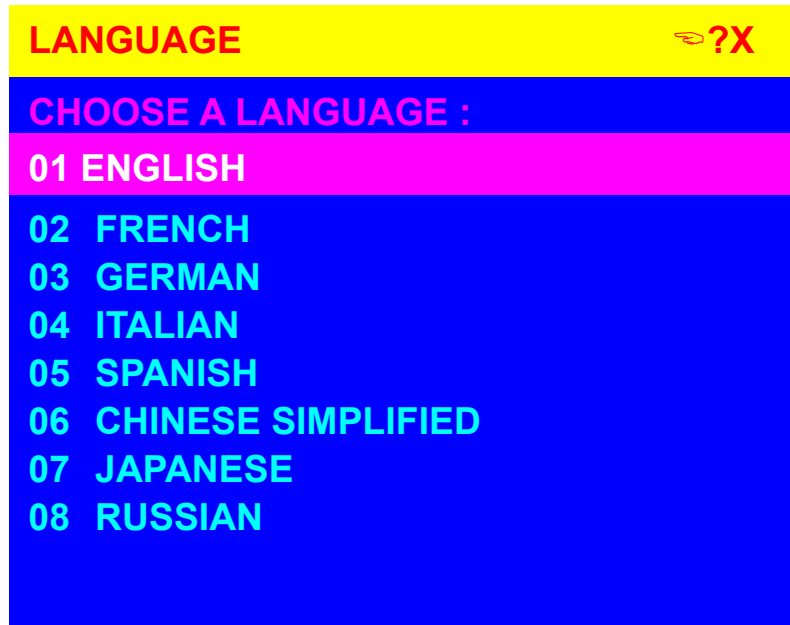 LANGUAGE ☜?X
CHOOSE A LANGUAGE :
01 ENGLISH
02 FRENCH
03 GERMAN
04 ITALIAN
05 SPANISH
06 CHINESE SIMPLIFIED
07 JAPANESE
08 RUSSIAN